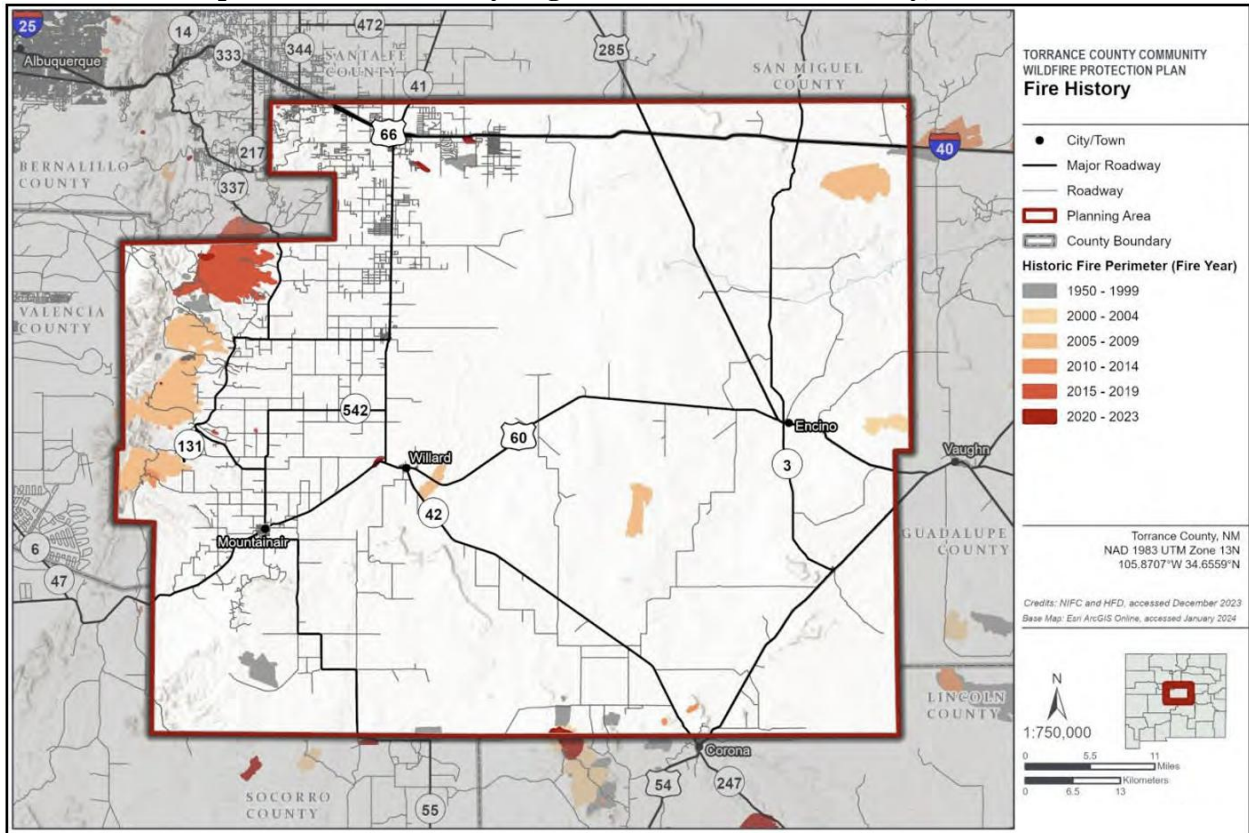 25
14
472
333
344
Albuquerque
SANTA FE
COUNTY
285
41
SAN MIGUEL
COUNTY
66
40
217
BERNALILLO
COUNTY
337
VALENCIA
COUNTY
542
60
Encino
131
Willard
3
Vaughn
42
GUADALUPE
COUNTY
Mountainair
6
47
LINCOLN
COUNTY
Corona
54
247
SOCORRO
COUNTY
55
TORRANCE COUNTY COMMUNITY
WILDFIRE PROTECTION PLAN
Fire History
City/Town
Major Roadway
Roadway
Planning Area
County Boundary
Historic Fire Perimeter (Fire Year)
1950 - 1999
2000 - 2004
2005 - 2009
2010 - 2014
2015 - 2019
2020 - 2023
Torrance County, NM
NAD 1983 UTM Zone 13N
105.8707°W 34.6559°N
Credits: NIFC and HFD, accessed December 2023
Base Map: Esri ArcGIS Online, accessed January 2024
N
1:750,000
0 5.5 11
Miles
Kilometers
0 6.5 13